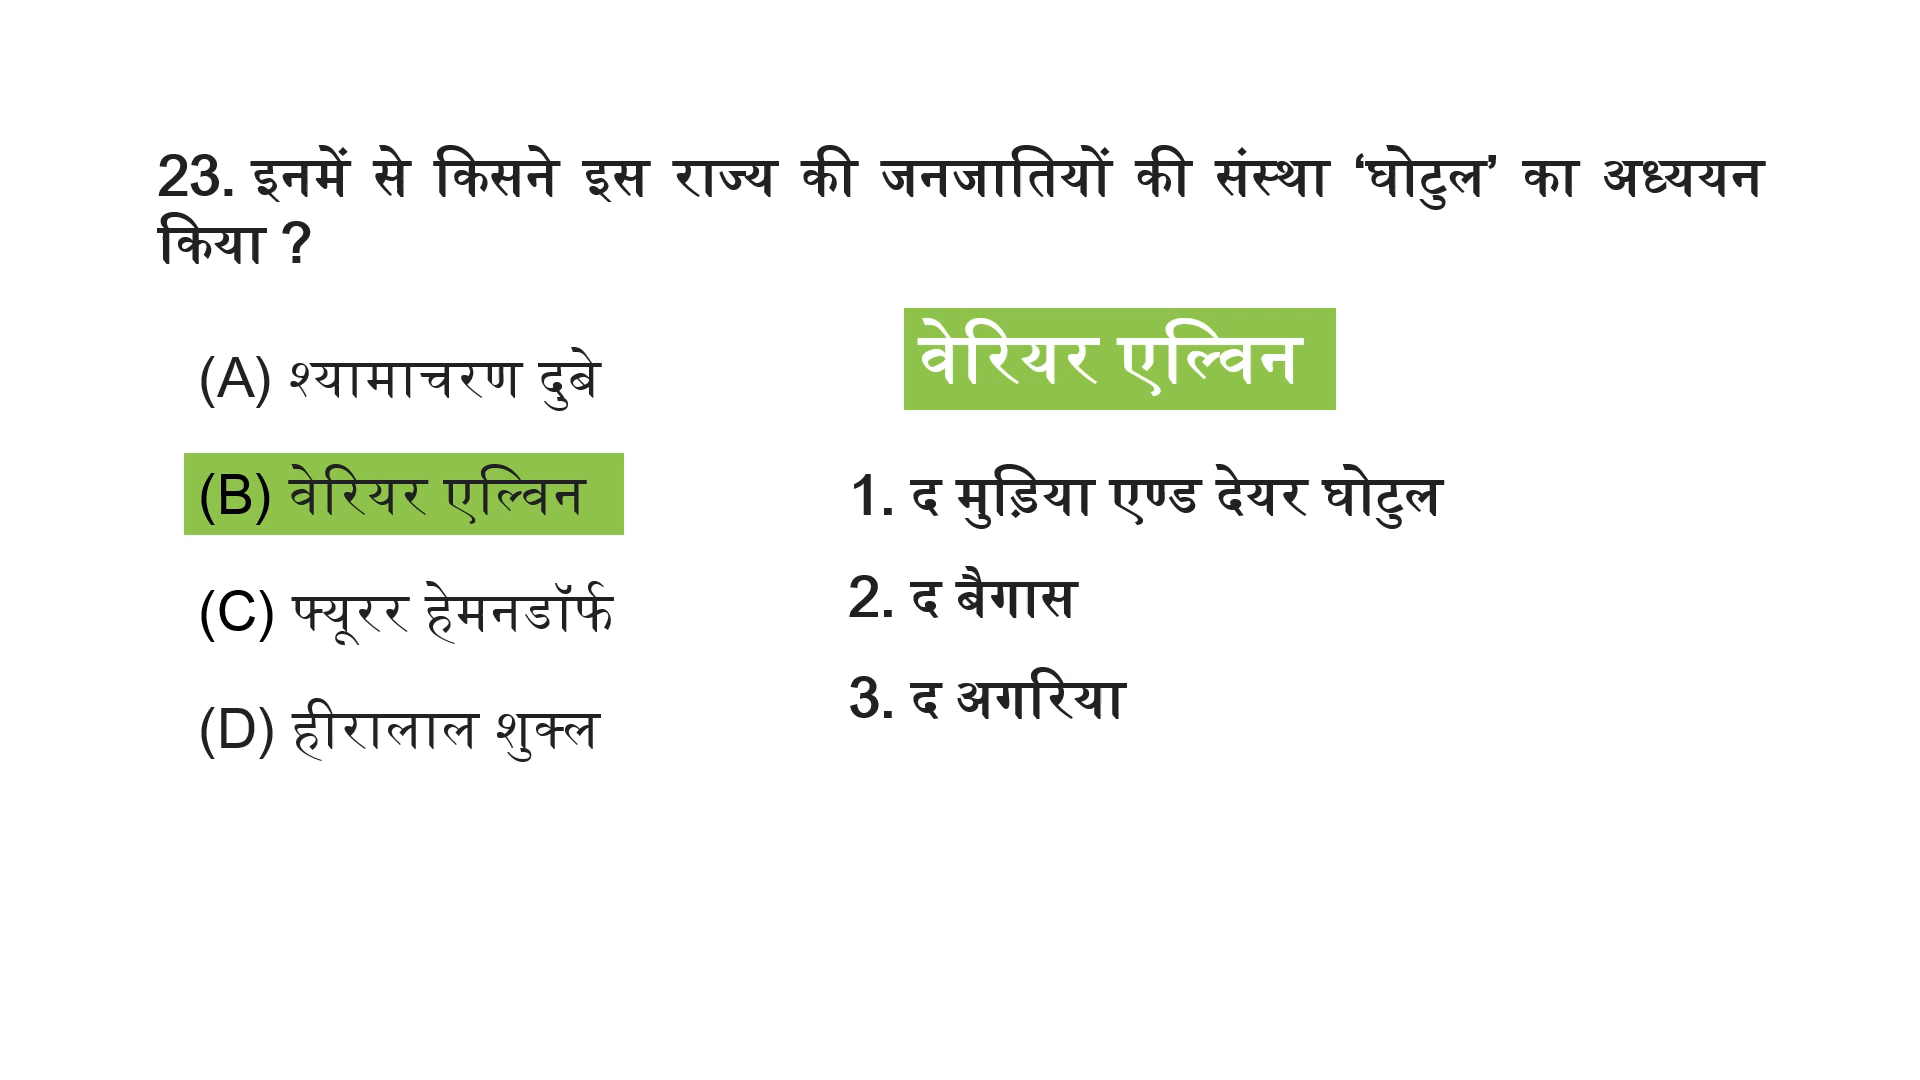 23. इनमें से किसने इस राज्य की जनजातियों की संस्था ‘घोटुल’ का अध्ययन
किया ?
(A) श्यामाचरण दुबे
(B) वेरियर एल्विन
(C) फ्यूरर हेमनडॉर्फ
(D) हीरालाल शुक्ल
वेरियर एल्विन
1. द मुड़िया एण्ड देयर घोटुल
2. द बैगास
3. द अगरिया